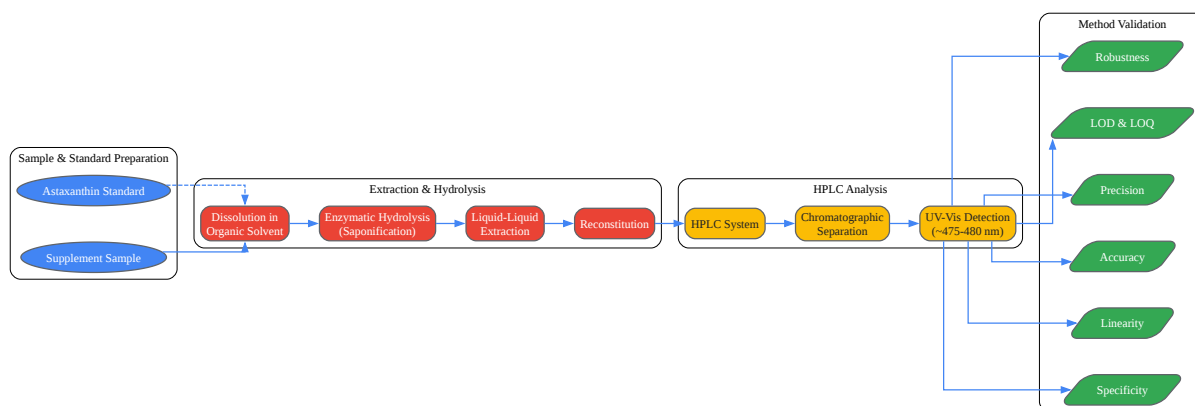 Sample & Standard Preparation
Astaxanthin Standard
Supplement Sample
Extraction & Hydrolysis
Dissolution in
Organic Solvent
Enzymatic Hydrolysis
(Saponification)
Liquid-Liquid
Extraction
Reconstitution
HPLC Analysis
HPLC System
Chromatographic
Separation
UV-Vis Detection
(~475-480 nm)
Method Validation
Robustness
LOD & LOQ
Precision
Accuracy
Linearity
Specificity